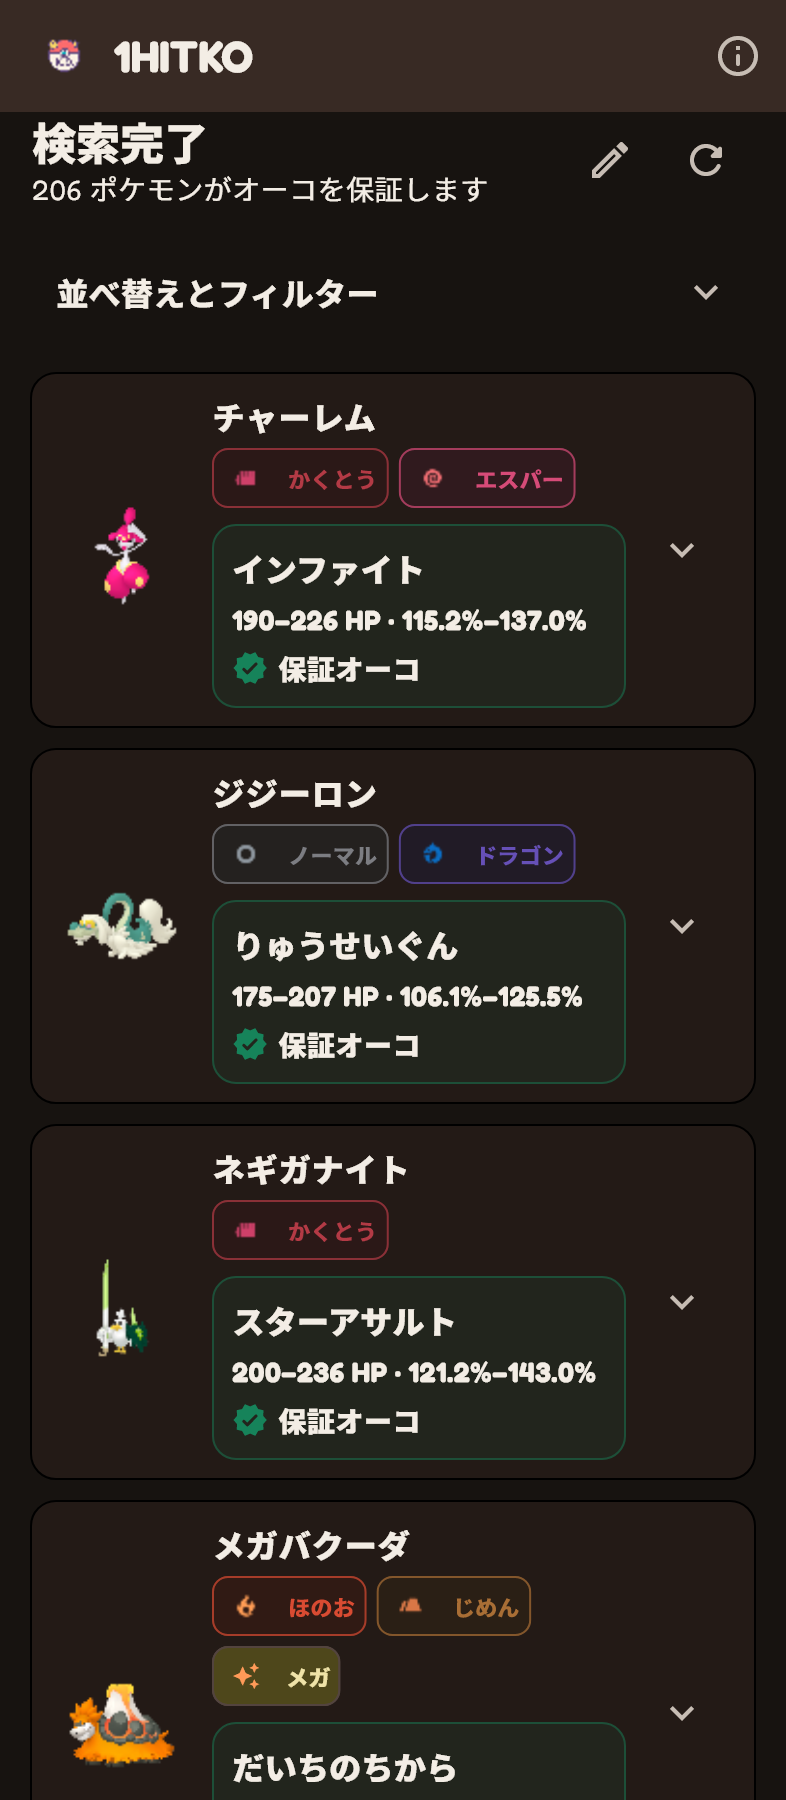 1HITKO
検索完了
206 ポケモンがオーコを保証します
並べ替えとフィルター
チャーレム
かくとう エスパー
インファイト
190–226 HP · 115.2%–137.0%
保証オーコ
ジジーロン
ノーマル ドラゴン
りゅうせいぐん
175–207 HP · 106.1%–125.5%
保証オーコ
ネギガナイト
かくとう
スターアサルト
200–236 HP · 121.2%–143.0%
保証オーコ
メガバクーダ
ほのお じめん
メガ
だいちのちから